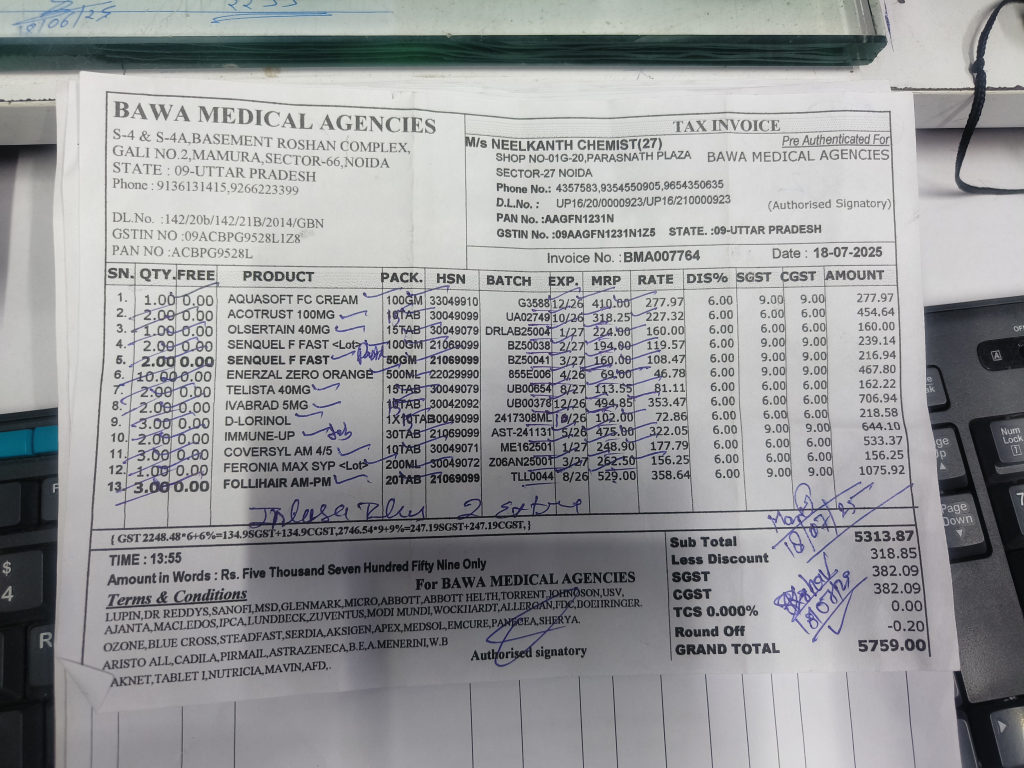 18/06/25
BAWA MEDICAL AGENCIES
S-4 & S-4A,BASEMENT ROSHAN COMPLEX,
GALI NO.2,MAMURA,SECTOR-66,NOIDA
STATE : 09-UTTAR PRADESH
Phone : 9136131415,9266223399
DL.No. :142/20b/142/21B/2014/GBN
GSTIN NO :09ACBPG9528L1Z8
PAN NO :ACBPG9528L
TAX INVOICE
M/s NEELKANTH CHEMIST(27)
SHOP NO-01G-20,PARASNATH PLAZA
SECTOR-27 NOIDA
Phone No.: 4357583,9354550905,9654350635
D.L.No. : UP16/20/0000923/UP16/210000923
PAN No. :AAGFN1231N
GSTIN No. :09AAGFN1231N1Z5 STATE. :09-UTTAR PRADESH
Pre Authenticated For
BAWA MEDICAL AGENCIES
(Authorised Signatory)
Invoice No. : BMA007764 Date : 18-07-2025
SN. QTY. FREE PRODUCT PACK. HSN BATCH EXP. MRP RATE DIS% SGST CGST AMOUNT
1. 1.00 0.00 AQUASOFT FC CREAM 100GM 33049910 G3588 12/26 410.00 277.97 6.00 9.00 9.00 277.97
2. 2.00 0.00 ACOTRUST 100MG 10TAB 30049099 UA02749 10/26 318.25 227.32 6.00 6.00 6.00 454.64
3. 1.00 0.00 OLSERTAIN 40MG 15TAB 30049079 DRLAB25004 1/27 224.00 160.00 6.00 6.00 6.00 160.00
4. 2.00 0.00 SENQUEL F FAST <Lot> 100GM 21069099 BZ50038 2/27 194.00 119.57 6.00 9.00 9.00 239.14
5. 2.00 0.00 SENQUEL F FAST 50GM 21069099 BZ50041 3/27 160.00 108.47 6.00 9.00 9.00 216.94
6. 10.00 0.00 ENERZAL ZERO ORANGE 500ML 22029990 855E006 4/26 69.00 46.78 6.00 6.00 6.00 467.80
7. 2.00 0.00 TELISTA 40MG 15TAB 30049079 UB00654 8/27 113.55 81.11 6.00 6.00 6.00 162.22
8. 2.00 0.00 IVABRAD 5MG TAB 30042092 UB00378 12/26 494.85 353.47 6.00 6.00 6.00 706.94
9. 3.00 0.00 D-LORINOL 1X10TAB 30049099 2417308ML 102.00 72.86 6.00 6.00 6.00 218.58
10. 2.00 0.00 IMMUNE-UP 30TAB 21069099 AST-241131 5/26 475.00 322.05 6.00 9.00 9.00 644.10
11. 3.00 0.00 COVERSYL AM 4/5 10TAB 30049071 ME162501 1/27 248.90 177.79 6.00 6.00 6.00 533.37
12. 1.00 0.00 FERONIA MAX SYP <Lot> 200ML 30049072 Z06AN25001 3/27 262.50 156.25 6.00 6.00 6.00 156.25
13. 3.00 0.00 FOLLIHAIR AM-PM 20TAB 21069099 TLL0044 8/26 529.00 358.64 6.00 9.00 9.00 1075.92
Plus 2 Extra
{ GST 2248.48*6+6%=134.9SGST+134.9CGST,2746.54*9+9%=247.19SGST+247.19CGST, }
18/07/25
TIME : 13:55
Amount in Words : Rs. Five Thousand Seven Hundred Fifty Nine Only
Terms & Conditions
For BAWA MEDICAL AGENCIES
LUPIN,DR REDDYS,SANOFI,MSD,GLENMARK,MICRO,ABBOTT,ABBOTT HELTH,TORRENT,JOHNOSON,USV,
AJANTA,MACLEDOS,IPCA,LUNDBECK,ZUVENTUS,MODI MUNDI,WOCKHARDT,ALLERGAN,FDC,BOEHRINGER.
OZONE,BLUE CROSS,STEADFAST,SERDIA,AKSIGEN,APEX,MEDSOL,EMCURE,PANECEA,SHERYA.
ARISTO ALL,CADILA,PIRMAIL,ASTRAZENECA,B.E,A.MENERINI,W.B
AKNET,TABLET I,NUTRICIA,MAVIN,AFD,.
Authorised signatory
Sub Total 5313.87
Less Discount 318.85
SGST 382.09
CGST 382.09
TCS 0.000% 0.00
Round Off -0.20
GRAND TOTAL 5759.00
$
4
R
Page
Up
Page
Down
Num
Lock
7
A